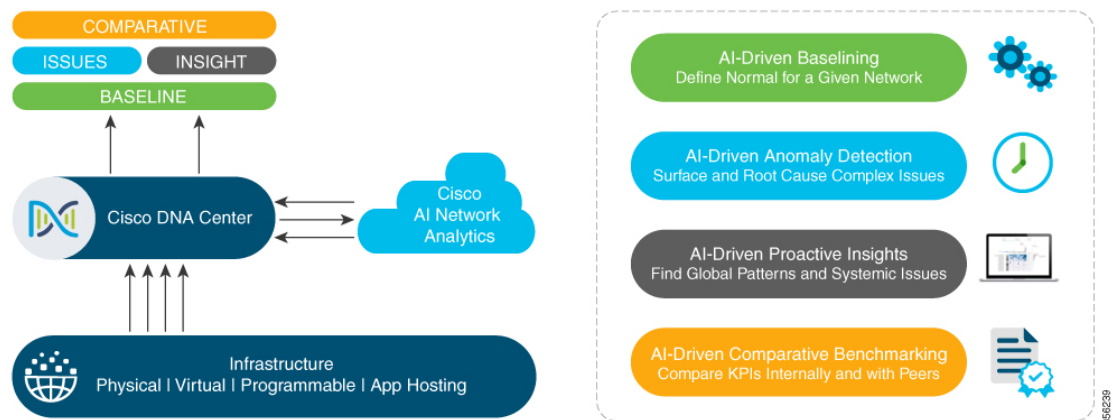 COMPARATIVE
ISSUES
INSIGHT
BASELINE
Cisco DNA Center
Cisco
AI Network
Analytics
Infrastructure
Physical | Virtual | Programmable | App Hosting
AI-Driven Baselining
Define Normal for a Given Network
AI-Driven Anomaly Detection
Surface and Root Cause Complex Issues
AI-Driven Proactive Insights
Find Global Patterns and Systemic Issues
AI-Driven Comparative Benchmarking
Compare KPIs Internally and with Peers